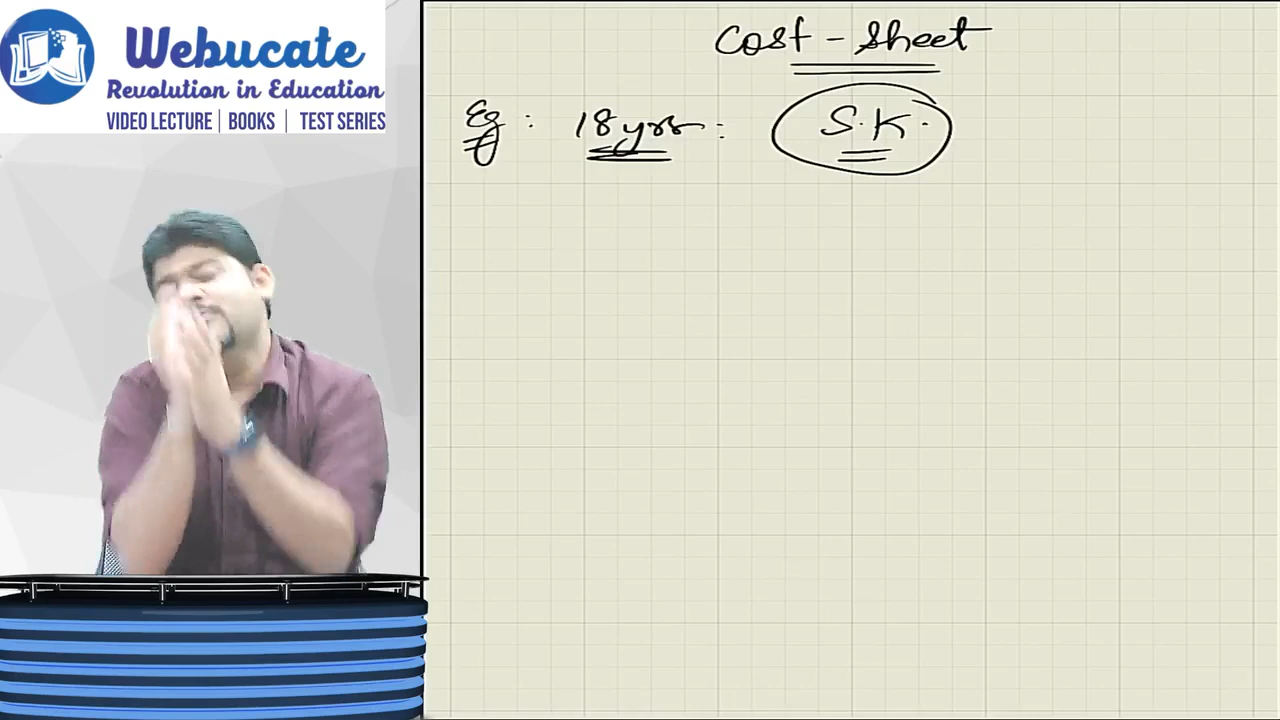 Webucate
Revolution in Education
VIDEO LECTURE | BOOKS | TEST SERIES
Cost - Sheet
Eg : 18 yrs : S.K.